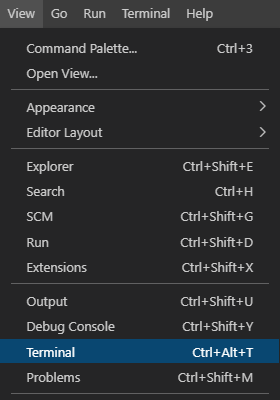 View Go Run Terminal Help
Command Palette... Ctrl+3
Open View...
Appearance
Editor Layout
Explorer Ctrl+Shift+E
Search Ctrl+H
SCM Ctrl+Shift+G
Run Ctrl+Shift+D
Extensions Ctrl+Shift+X
Output Ctrl+Shift+U
Debug Console Ctrl+Shift+Y
Terminal Ctrl+Alt+T
Problems Ctrl+Shift+M